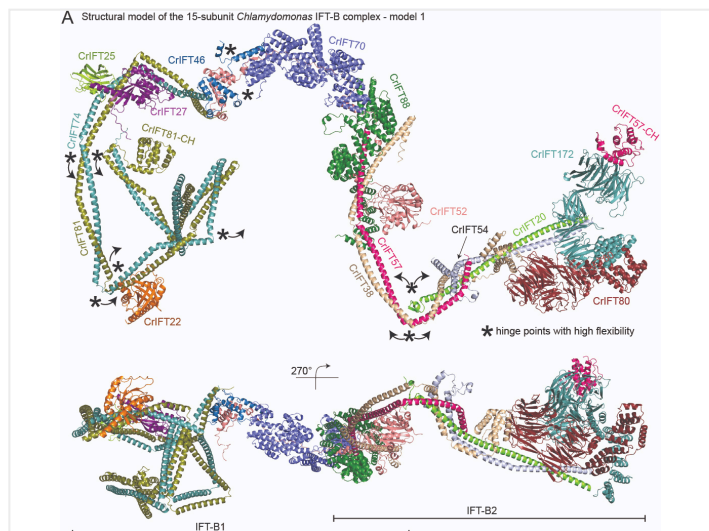 A Structural model of the 15-subunit Chlamydomonas IFT-B complex - model 1
CrIFT25
CrIFT46
CrIFT70
CrIFT27
CrIFT88
CrIFT74
CrIFT81-CH
CrIFT57-CH
CrIFT172
CrIFT52
CrIFT20
CrIFT54
CrIFT81
CrIFT57
CrIFT38
CrIFT22
CrIFT80
* hinge points with high flexibility
270°
IFT-B2
IFT-B1